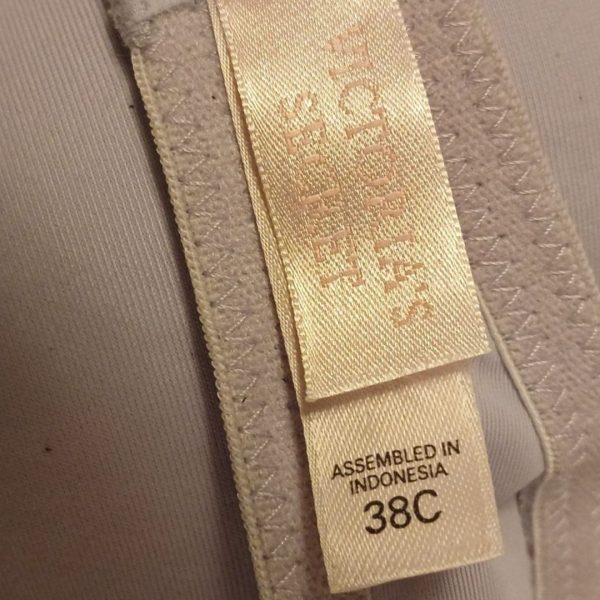 VICTORIA'S
SECRET
ASSEMBLED IN
INDONESIA
38C